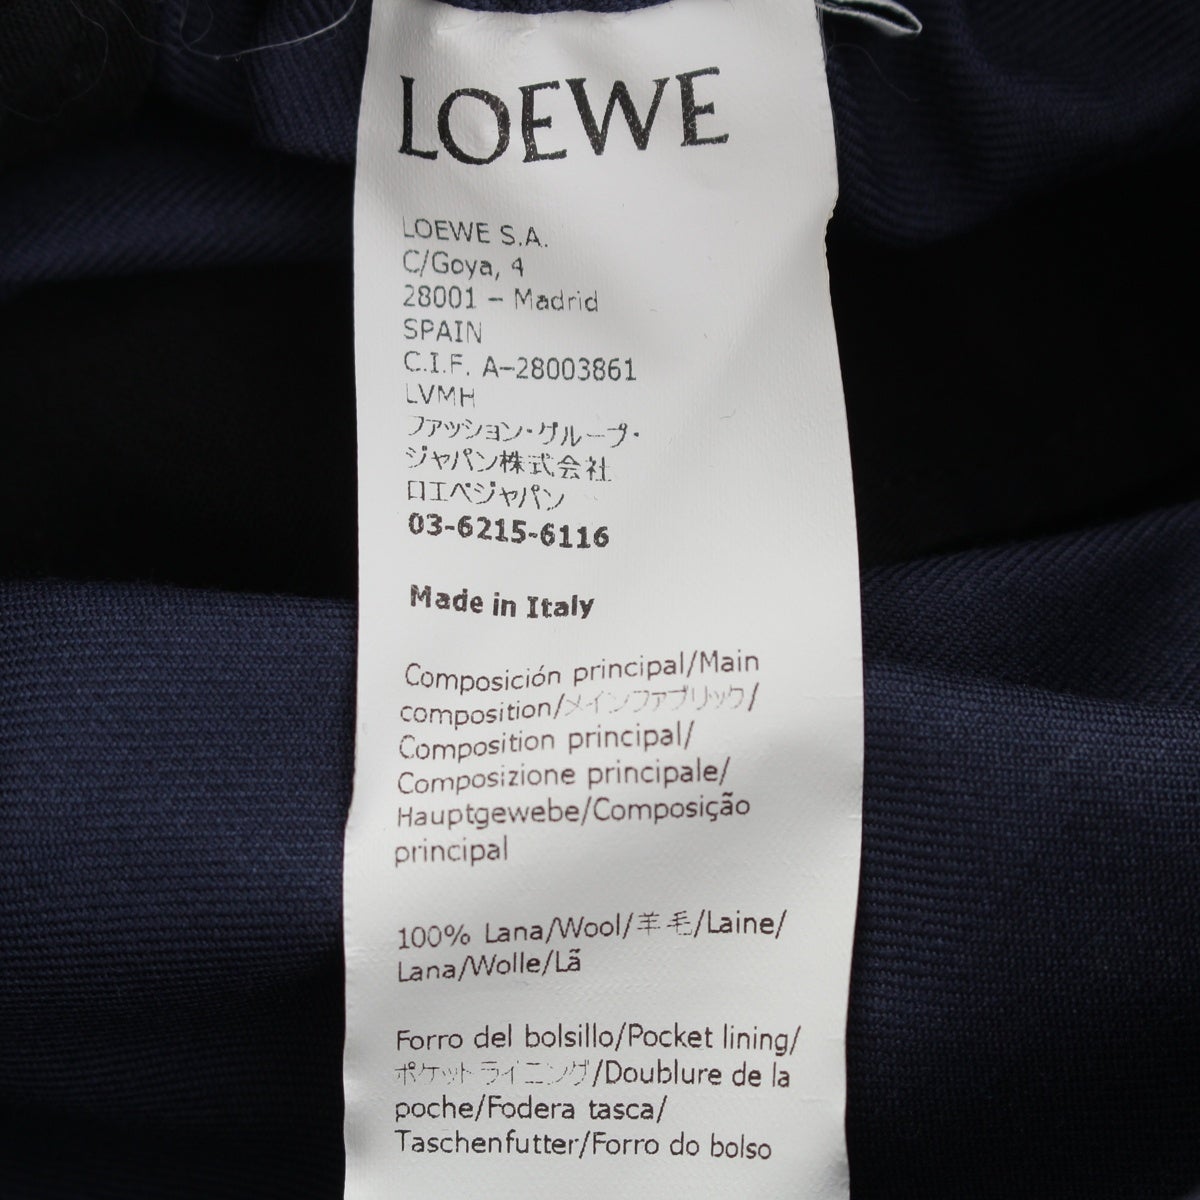 LOEWE
LOEWE S.A.
C/Goya, 4
28001 – Madrid
SPAIN
C.I.F. A–28003861
LVMH
ファッション・グループ・
ジャパン株式会社
ロエベジャパン
03-6215-6116
Made in Italy
Composición principal/Main
composition/メインファブリック/
Composition principal/
Composizione principale/
Hauptgewebe/Composição
principal
100% Lana/Wool/羊毛/Laine/
Lana/Wolle/Lã
Forro del bolsillo/Pocket lining/
ポケットライニング/Doublure de la
poche/Fodera tasca/
Taschenfutter/Forro do bolso